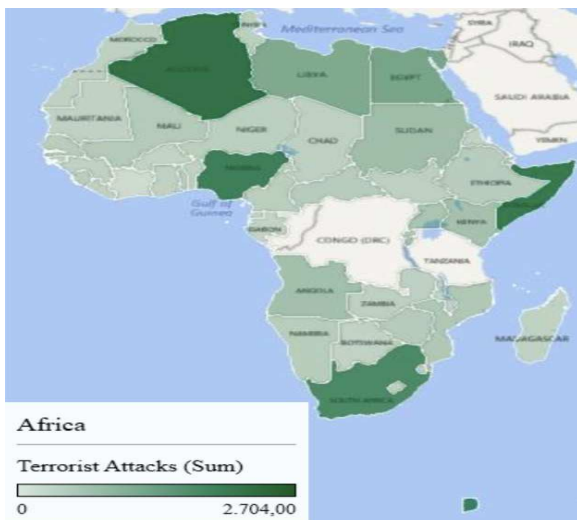 SYRIA
Mediterranean Sea
MOROCCO
TUNISIA
IRAQ
ALGERIA
LIBYA
EGYPT
SAUDI ARABIA
MAURITANIA
MALI
NIGER
CHAD
SUDAN
YEMEN
NIGERIA
ETHIOPIA
Gulf of
Guinea
GABON
KENYA
CONGO (DRC)
TANZANIA
ANGOLA
ZAMBIA
NAMIBIA
BOTSWANA
MADAGASCAR
SOUTH AFRICA
Africa
Terrorist Attacks (Sum)
0 2.704,00